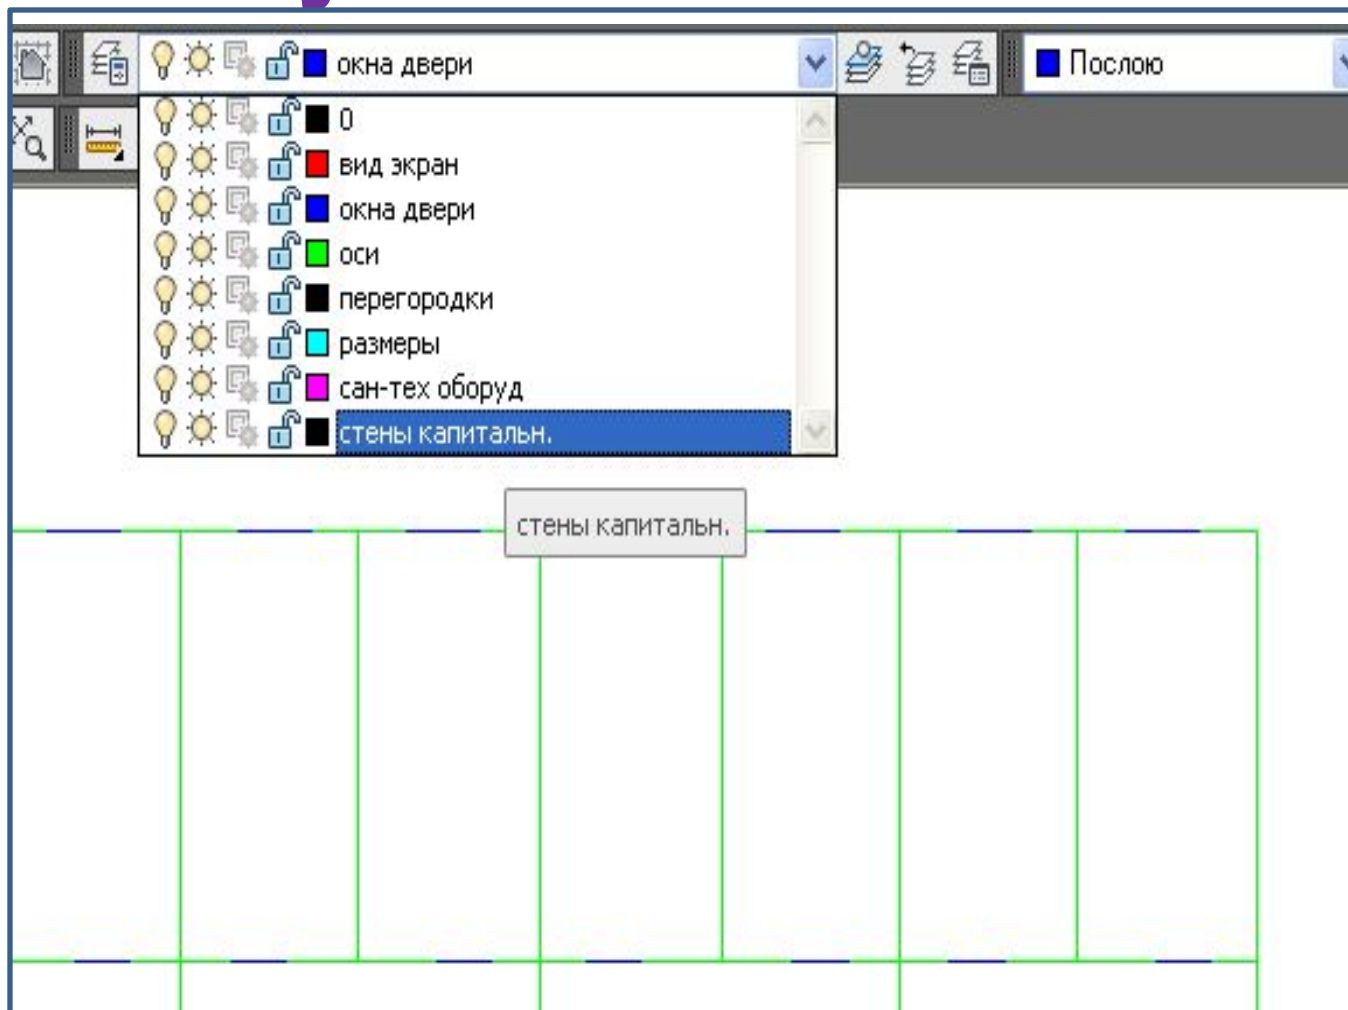 окна двери
Послою
0
вид экран
окна двери
оси
перегородки
размеры
сан-тех оборуд
стены капитальн.
стены капитальн.